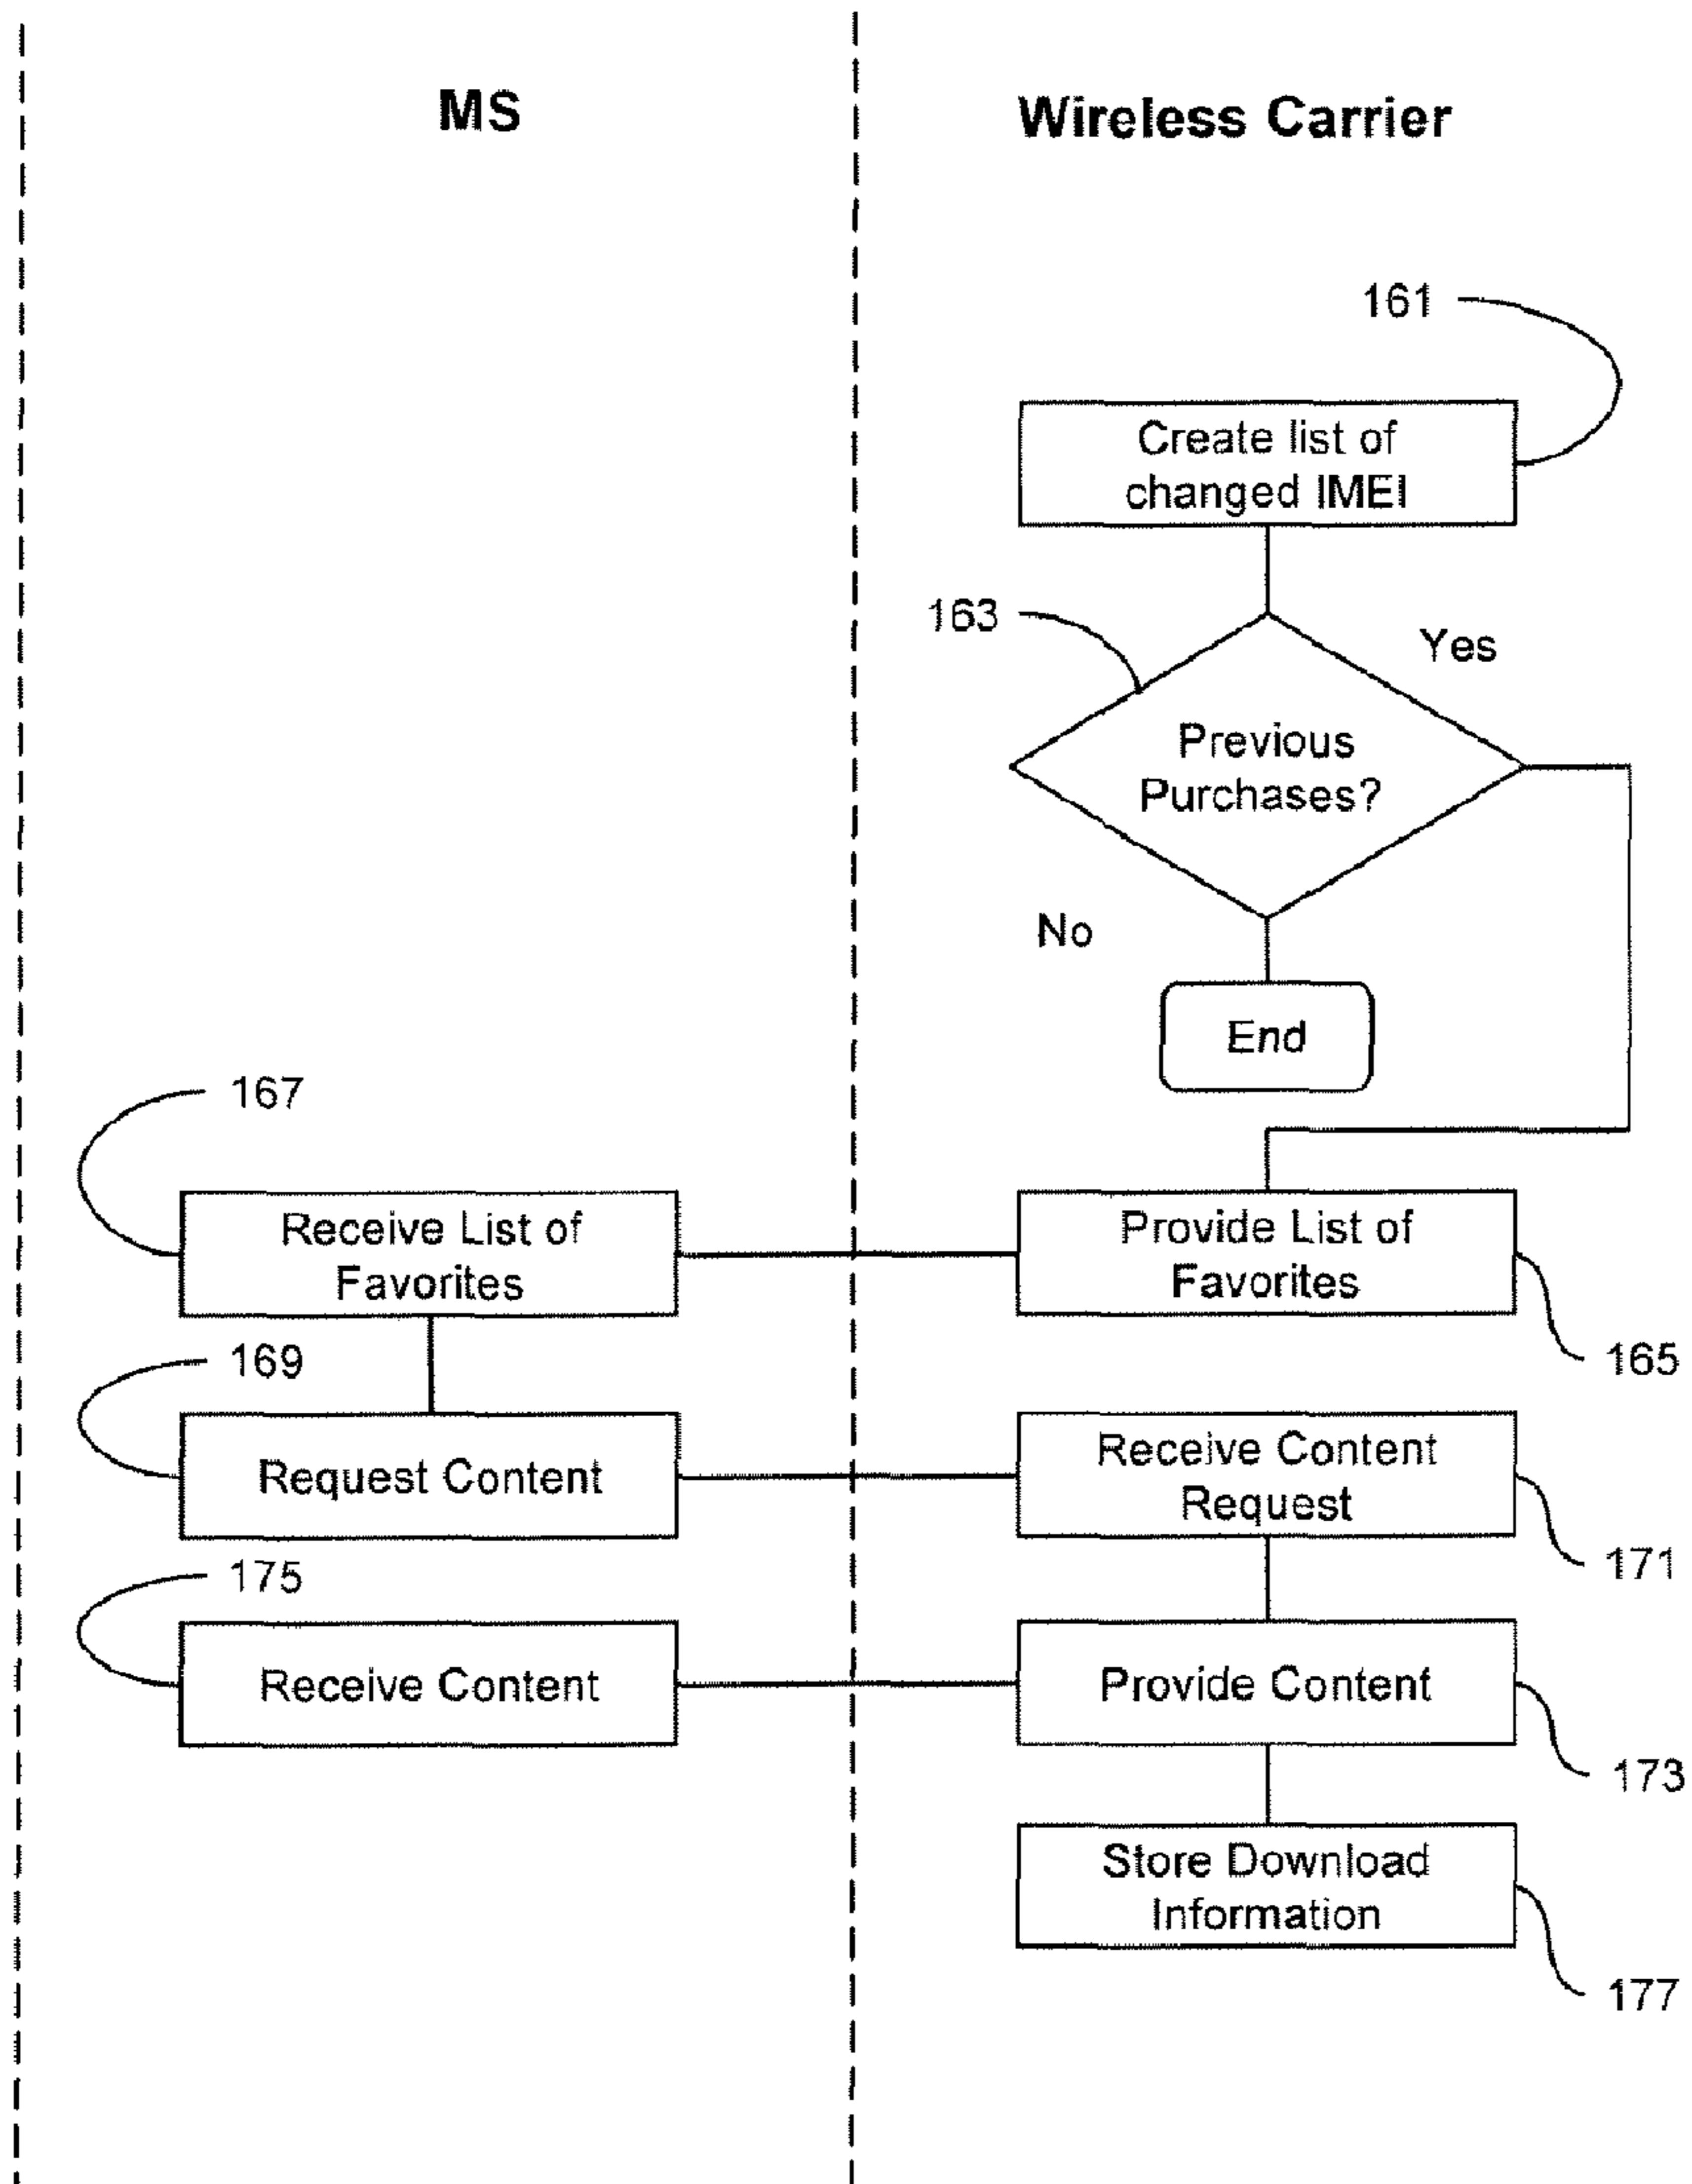 MS
Wireless Carrier
161
Create list of
changed IMEI
163
Yes
Previous
Purchases?
No
End
167
Receive List of
Favorites
Provide List of
Favorites
165
169
Request Content
Receive Content
Request
171
175
Receive Content
Provide Content
173
Store Download
Information
177